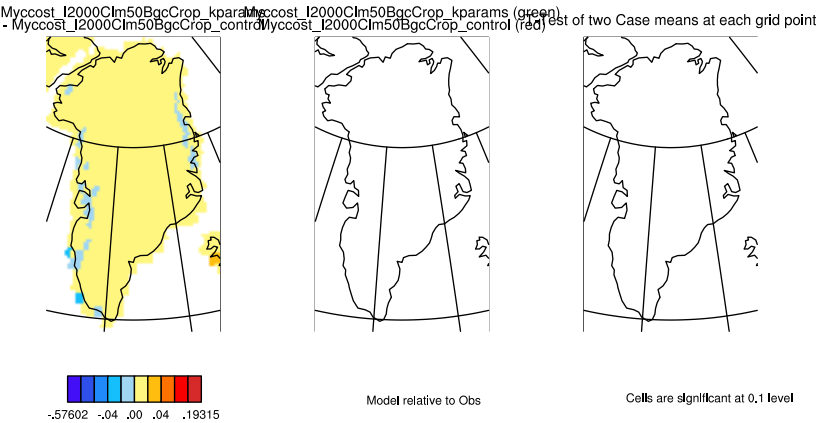 Myccost_I2000Clm50BgcCrop_kparams
- Myccost_I2000Clm50BgcCrop_control
Myccost_I2000Clm50BgcCrop_kparams (green)
Myccost_I2000Clm50BgcCrop_control (red)
T-Test of two Case means at each grid point
-.57602 -.04 .00 .04 .19315
Model relative to Obs
Cells are significant at 0.1 level